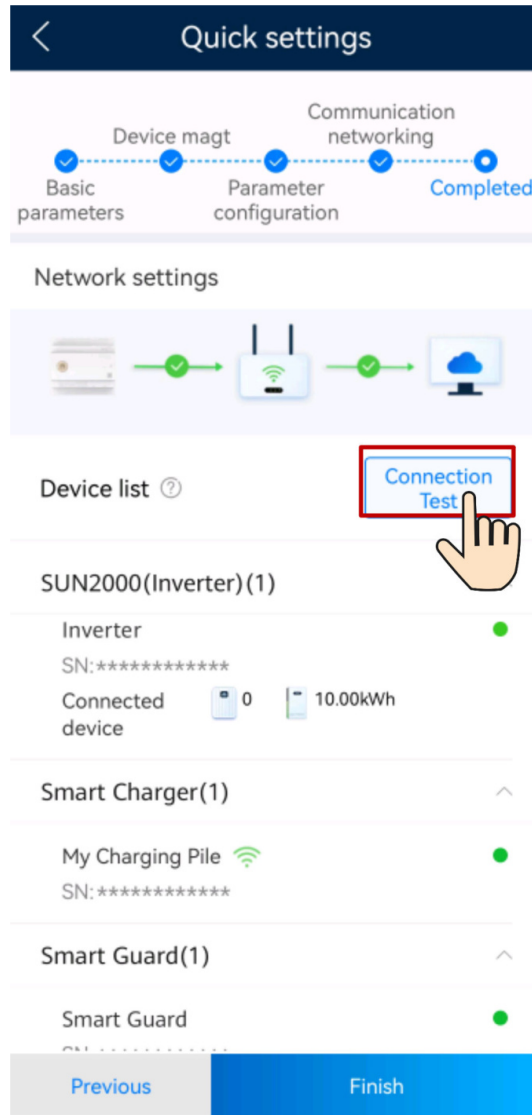 Quick settings
Communication
Device magt networking
Basic Parameter Completed
parameters configuration
Network settings
Device list ?
Connection
Test
SUN2000(Inverter)(1)
Inverter
SN:************
Connected 0 10.00kWh
device
Smart Charger(1)
My Charging Pile
SN:************
Smart Guard(1)
Smart Guard
Previous Finish